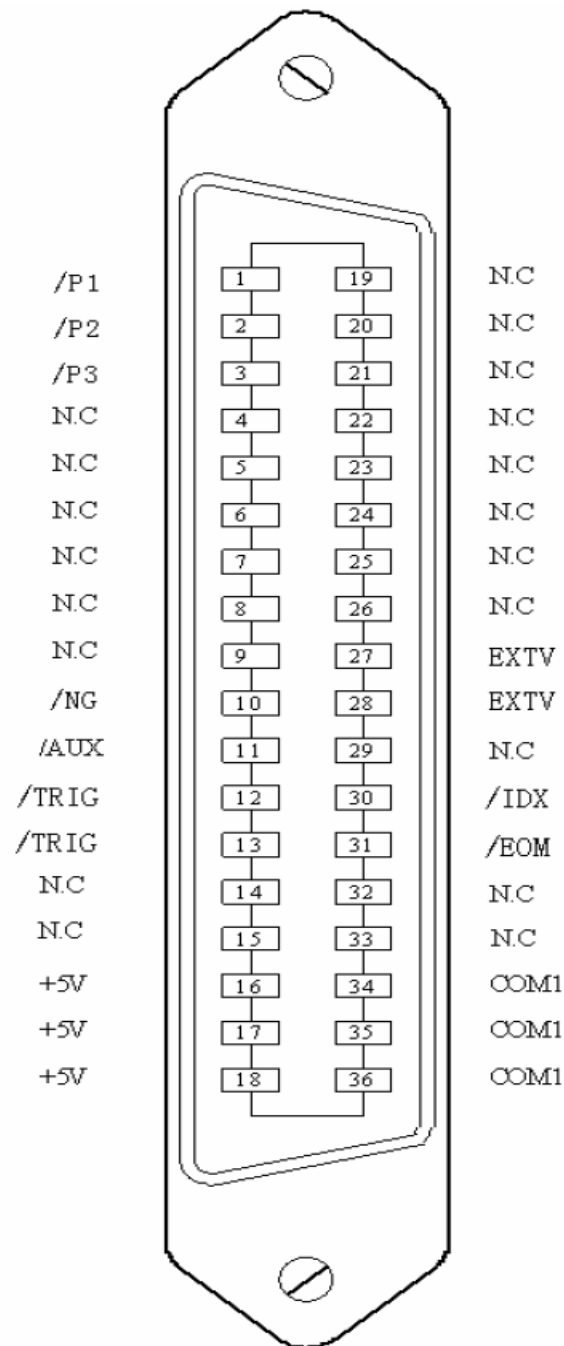 /P1 1 19 N.C
/P2 2 20 N.C
/P3 3 21 N.C
N.C 4 22 N.C
N.C 5 23 N.C
N.C 6 24 N.C
N.C 7 25 N.C
N.C 8 26 N.C
N.C 9 27 EXTV
/NG 10 28 EXTV
/AUX 11 29 N.C
/TRIG 12 30 /IDX
/TRIG 13 31 /EOM
N.C 14 32 N.C
N.C 15 33 N.C
+5V 16 34 COM1
+5V 17 35 COM1
+5V 18 36 COM1